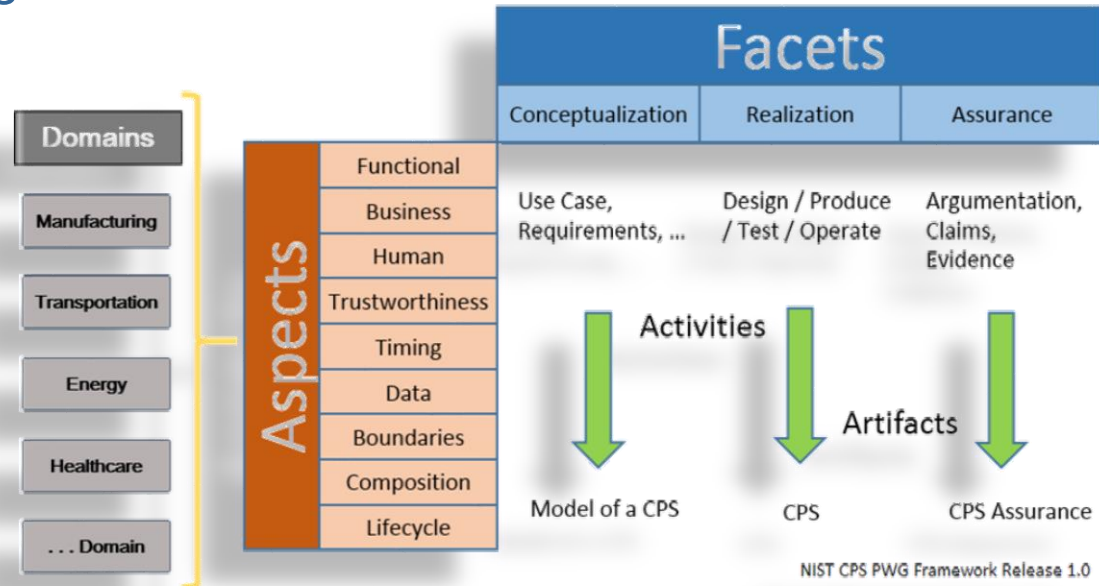 Facets
Conceptualization
Realization
Assurance
Domains
Manufacturing
Transportation
Energy
Healthcare
. . . Domain
Aspects
Functional
Business
Human
Trustworthiness
Timing
Data
Boundaries
Composition
Lifecycle
Use Case,
Requirements, ...
Design / Produce
/ Test / Operate
Argumentation,
Claims,
Evidence
Activities
Artifacts
Model of a CPS
CPS
CPS Assurance
NIST CPS PWG Framework Release 1.0